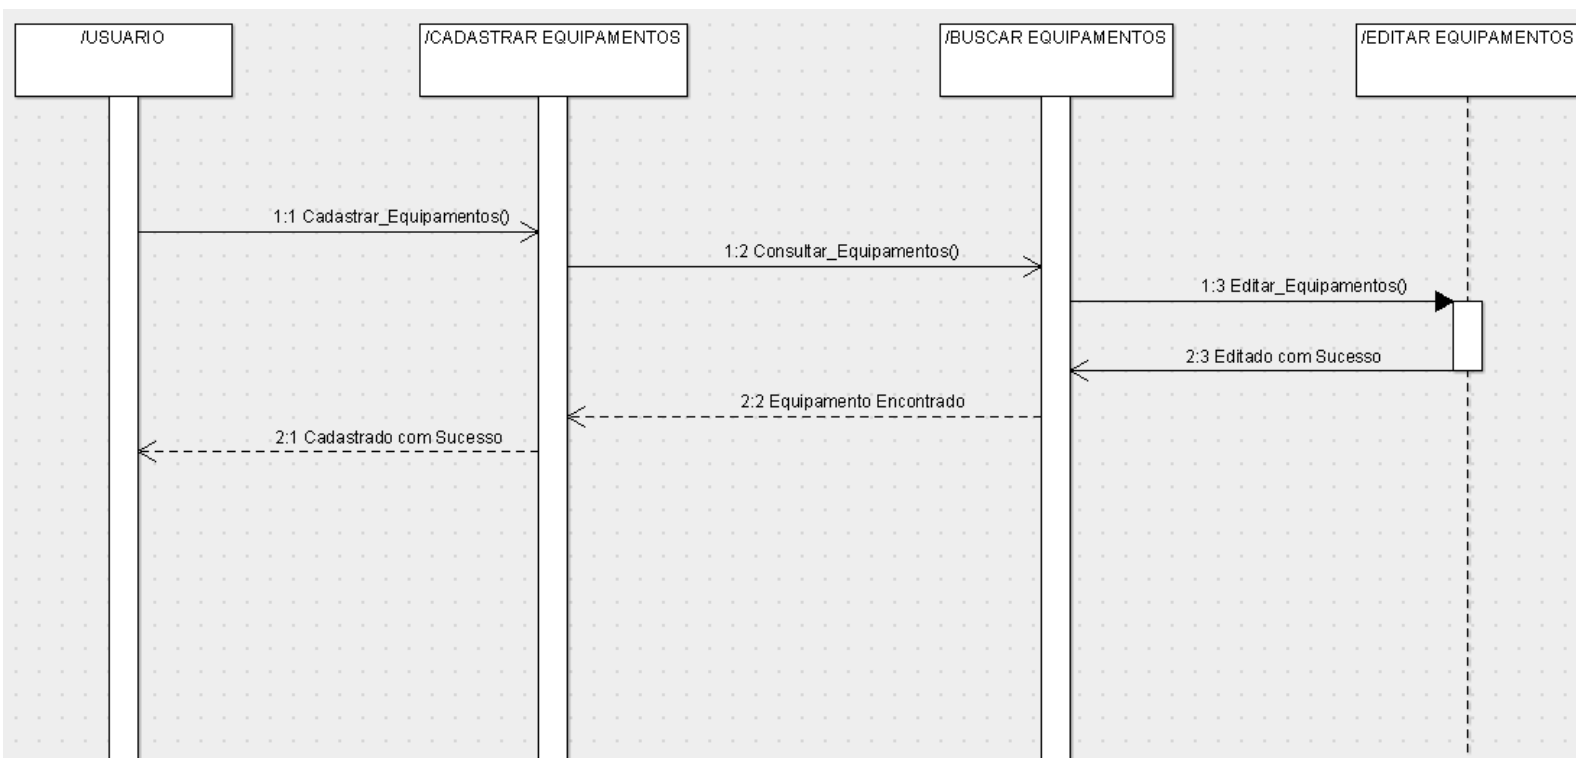 /USUARIO
/CADASTRAR EQUIPAMENTOS
/BUSCAR EQUIPAMENTOS
/EDITAR EQUIPAMENTOS
1:1 Cadastrar_Equipamentos()
1:2 Consultar_Equipamentos()
1:3 Editar_Equipamentos()
2:3 Editado com Sucesso
2:2 Equipamento Encontrado
2:1 Cadastrado com Sucesso